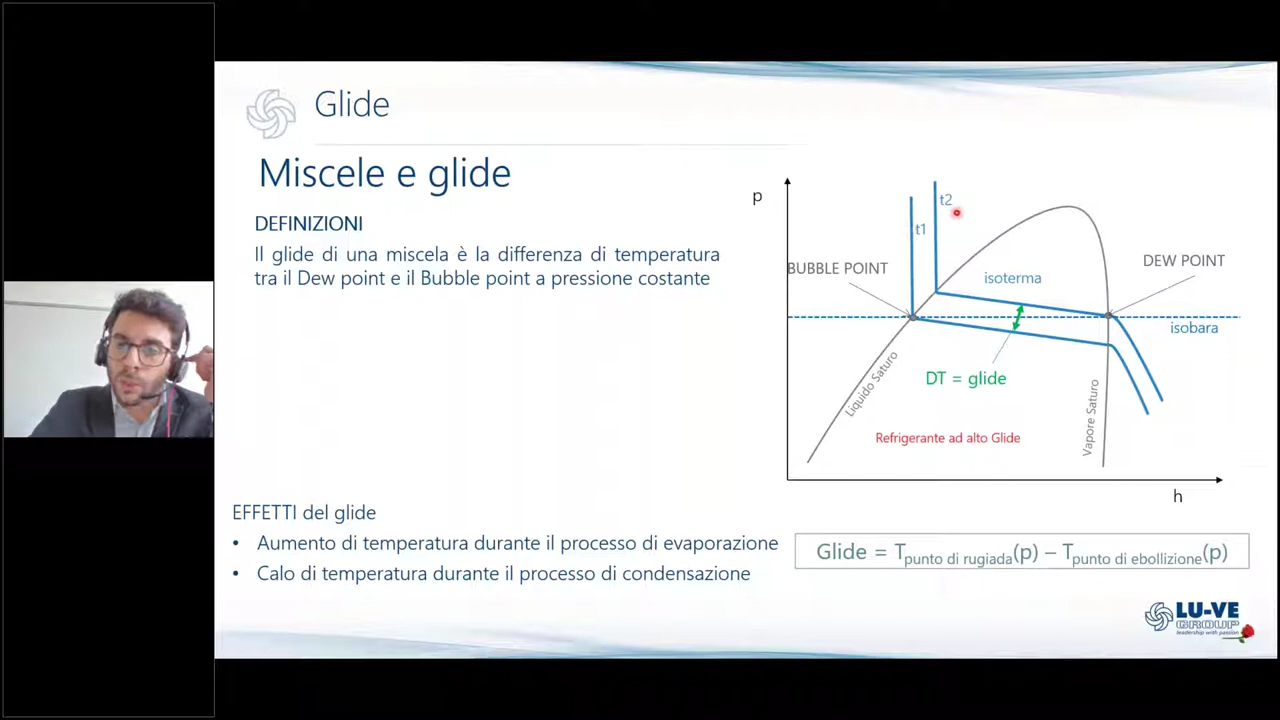 Glide
Miscele e glide
DEFINIZIONI
Il glide di una miscela è la differenza di temperatura
tra il Dew point e il Bubble point a pressione costante
p
t2
t1
BUBBLE POINT
isoterma
DEW POINT
isobara
DT = glide
Liquido Saturo
Vapore Saturo
Refrigerante ad alto Glide
h
EFFETTI del glide
• Aumento di temperatura durante il processo di evaporazione
• Calo di temperatura durante il processo di condensazione
Glide = Tpunto di rugiada(p) – Tpunto di ebollizione(p)
LU-VE
GROUP
leadership with passion